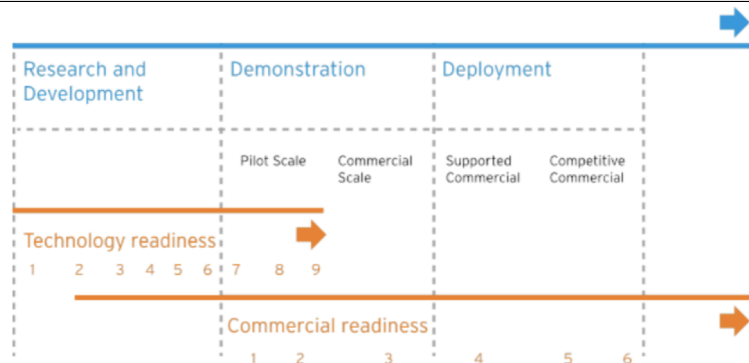 Research and
Development
Demonstration
Deployment
Pilot Scale
Commercial
Scale
Supported
Commercial
Competitive
Commercial
Technology readiness
1 2 3 4 5 6 7 8 9
Commercial readiness
1 2 3 4 5 6